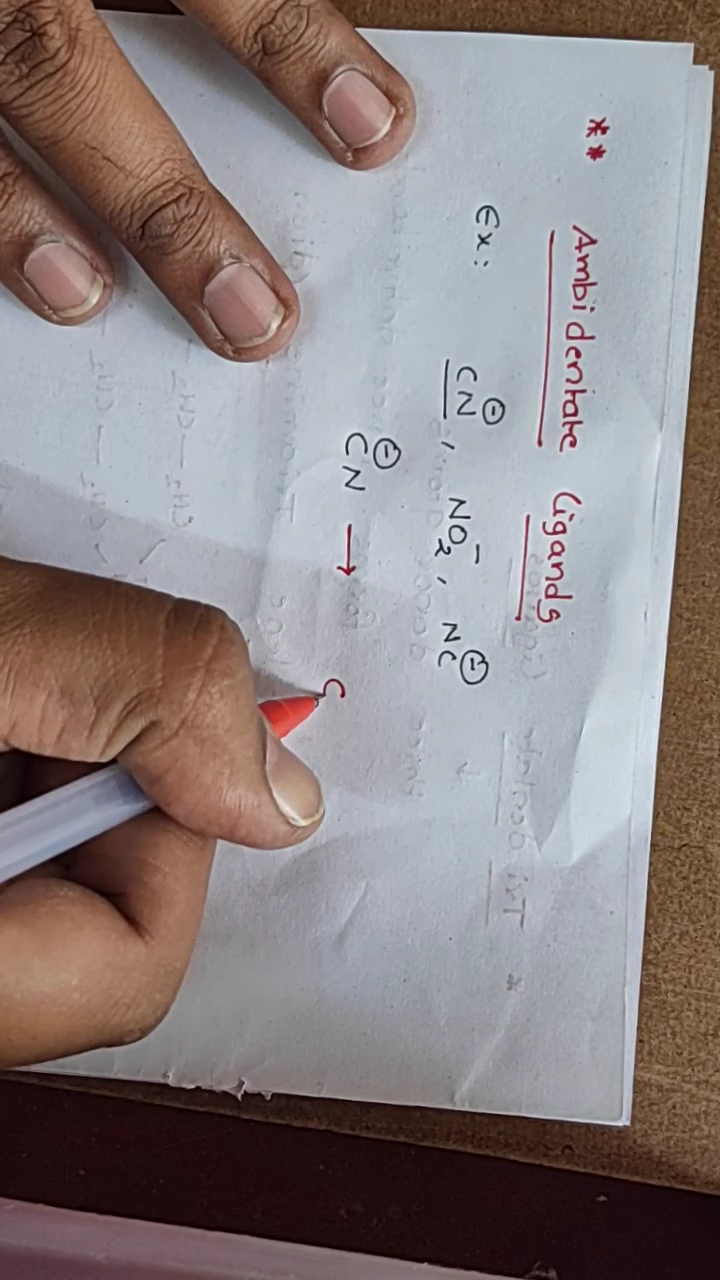 ** Ambidentate Ligands
Ex: CN⊖, NO₂⁻, NC⊖
⊖CN → C